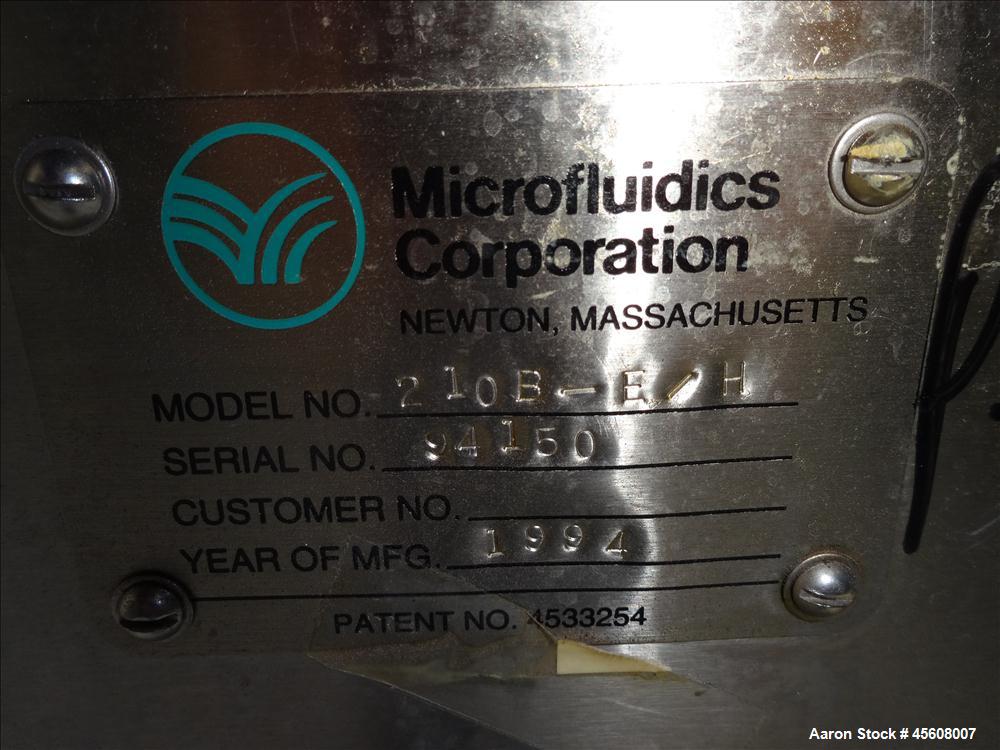 Microfluidics
Corporation
NEWTON, MASSACHUSETTS
MODEL NO. 210B-E/H
SERIAL NO. 94150
CUSTOMER NO.
YEAR OF MFG. 1994
PATENT NO. 4533254
Aaron Stock # 45608007